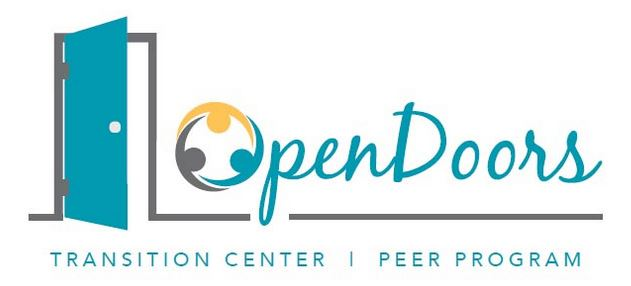 OpenDoors
TRANSITION CENTER | PEER PROGRAM